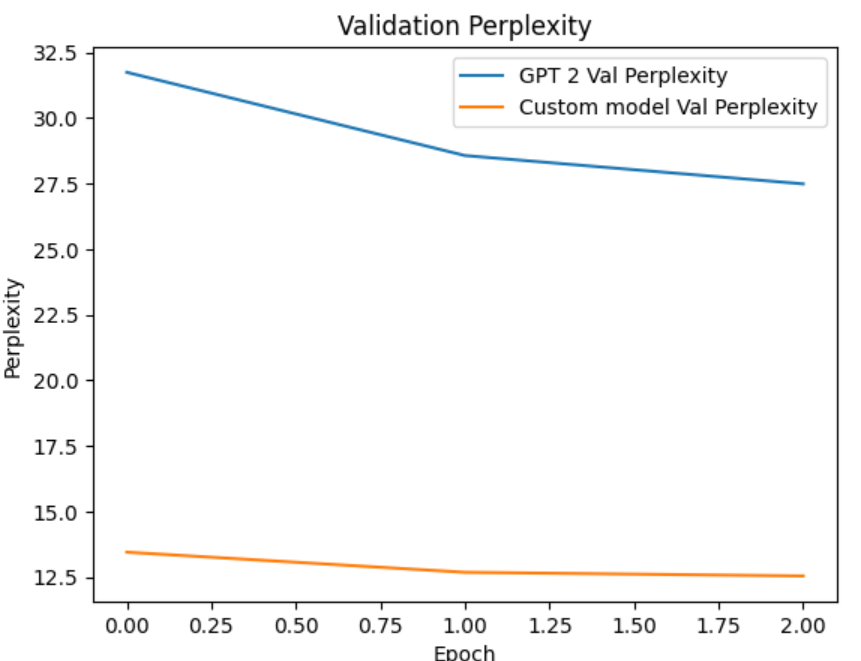 Validation Perplexity
GPT 2 Val Perplexity
Custom model Val Perplexity
32.5
30.0
27.5
25.0
22.5
20.0
17.5
15.0
12.5
Perplexity
0.00 0.25 0.50 0.75 1.00 1.25 1.50 1.75 2.00
Epoch